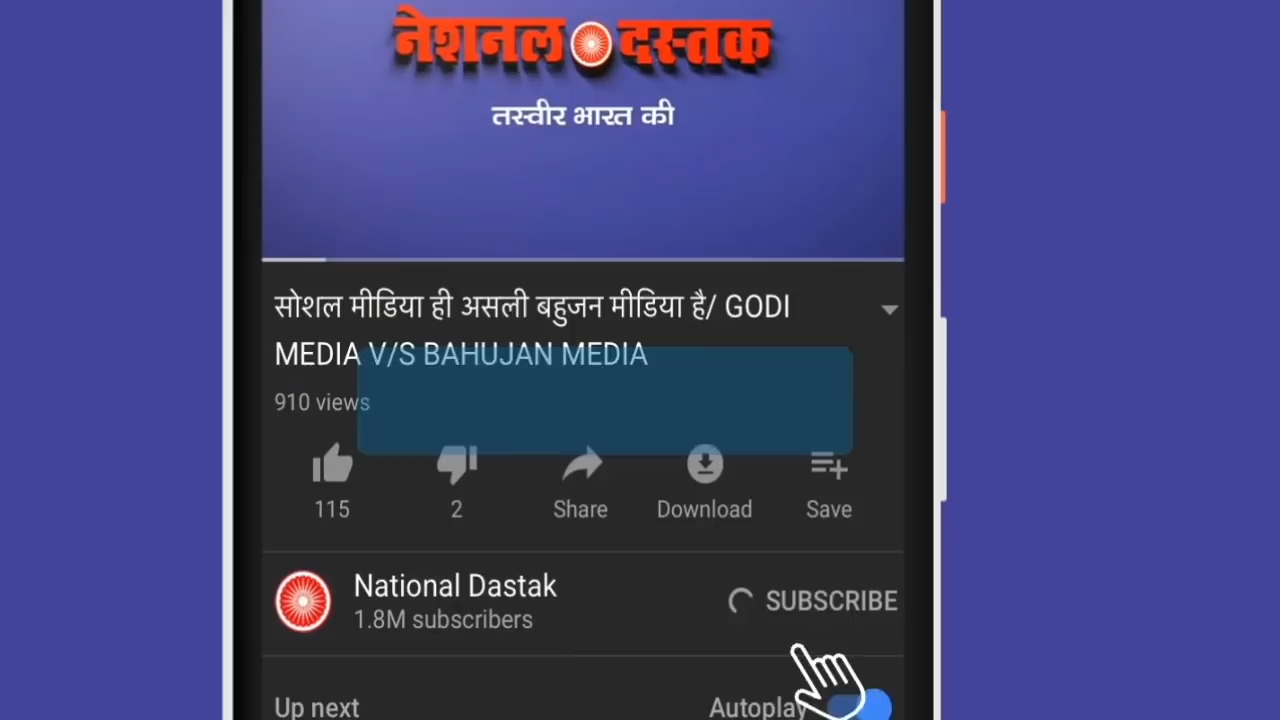 नेशनल दस्तक
तस्वीर भारत की
सोशल मीडिया ही असली बहुजन मीडिया है/ GODI
MEDIA V/S BAHUJAN MEDIA
910 views
115
2
Share
Download
Save
National Dastak
1.8M subscribers
SUBSCRIBE
Up next
Autoplay